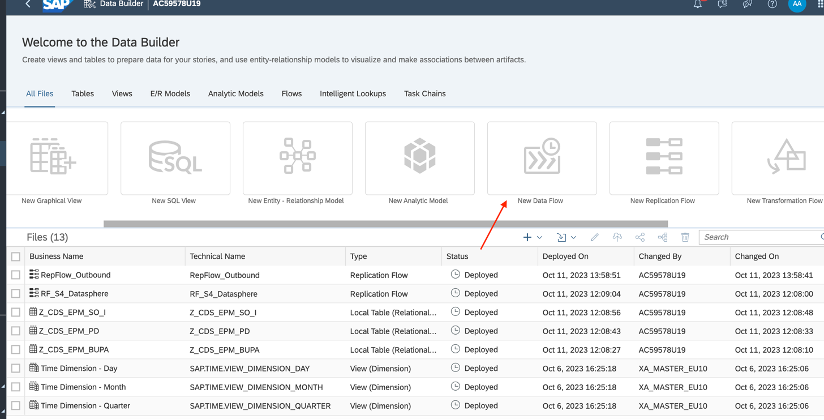 SAP Data Builder AC59578U19
AA
Welcome to the Data Builder
Create views and tables to prepare data for your stories, and use entity-relationship models to visualize and make associations between artifacts.
All Files Tables Views E/R Models Analytic Models Flows Intelligent Lookups Task Chains
SQL
New Graphical View New SQL View New Entity - Relationship Model New Analytic Model New Data Flow New Replication Flow New Transformation Flow
Files (13) Search
Business Name Technical Name Type Status Deployed On Changed By Changed On
RepFlow_Outbound RepFlow_Outbound Replication Flow Deployed Oct 11, 2023 13:58:51 AC59578U19 Oct 11, 2023 13:58:41
RF_S4_Datasphere RF_S4_Datasphere Replication Flow Deployed Oct 11, 2023 12:09:04 AC59578U19 Oct 11, 2023 12:08:00
Z_CDS_EPM_SO_I Z_CDS_EPM_SO_I Local Table (Relational... Deployed Oct 11, 2023 12:08:56 AC59578U19 Oct 11, 2023 12:08:48
Z_CDS_EPM_PD Z_CDS_EPM_PD Local Table (Relational... Deployed Oct 11, 2023 12:08:43 AC59578U19 Oct 11, 2023 12:08:33
Z_CDS_EPM_BUPA Z_CDS_EPM_BUPA Local Table (Relational... Deployed Oct 11, 2023 12:08:27 AC59578U19 Oct 11, 2023 12:08:10
Time Dimension - Day SAP.TIME.VIEW_DIMENSION_DAY View (Dimension) Deployed Oct 6, 2023 16:25:18 XA_MASTER_EU10 Oct 6, 2023 16:25:06
Time Dimension - Month SAP.TIME.VIEW_DIMENSION_MONTH View (Dimension) Deployed Oct 6, 2023 16:25:18 XA_MASTER_EU10 Oct 6, 2023 16:25:06
Time Dimension - Quarter SAP.TIME.VIEW_DIMENSION_QUARTER View (Dimension) Deployed Oct 6, 2023 16:25:18 XA_MASTER_EU10 Oct 6, 2023 16:25:06